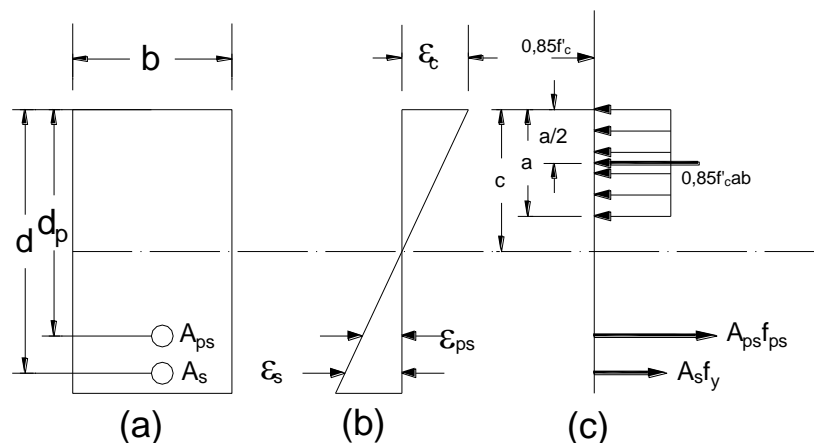 b
d
dp
Aps
As
(a)
εc
εs
εps
(b)
0,85f'c
a/2
a
c
0,85f'cab
Apsfps
Asfy
(c)